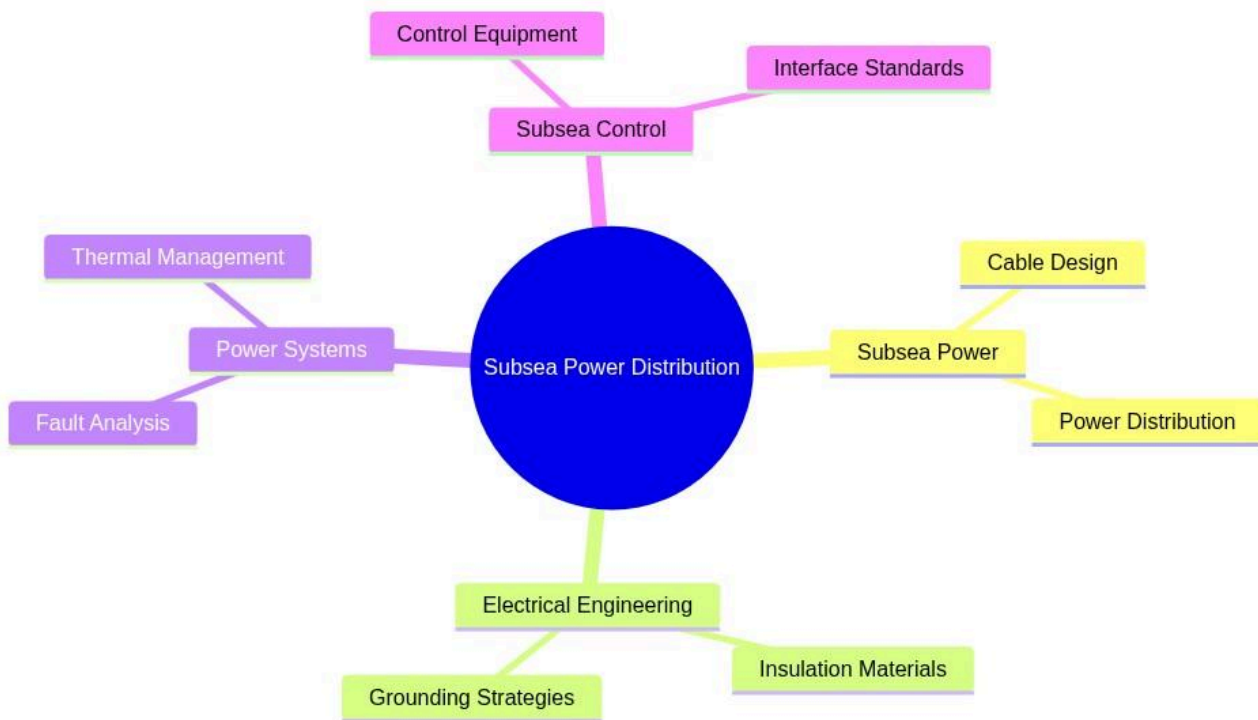 Control Equipment
Interface Standards
Subsea Control
Thermal Management
Cable Design
Power Systems
Subsea Power Distribution
Subsea Power
Fault Analysis
Power Distribution
Electrical Engineering
Grounding Strategies
Insulation Materials